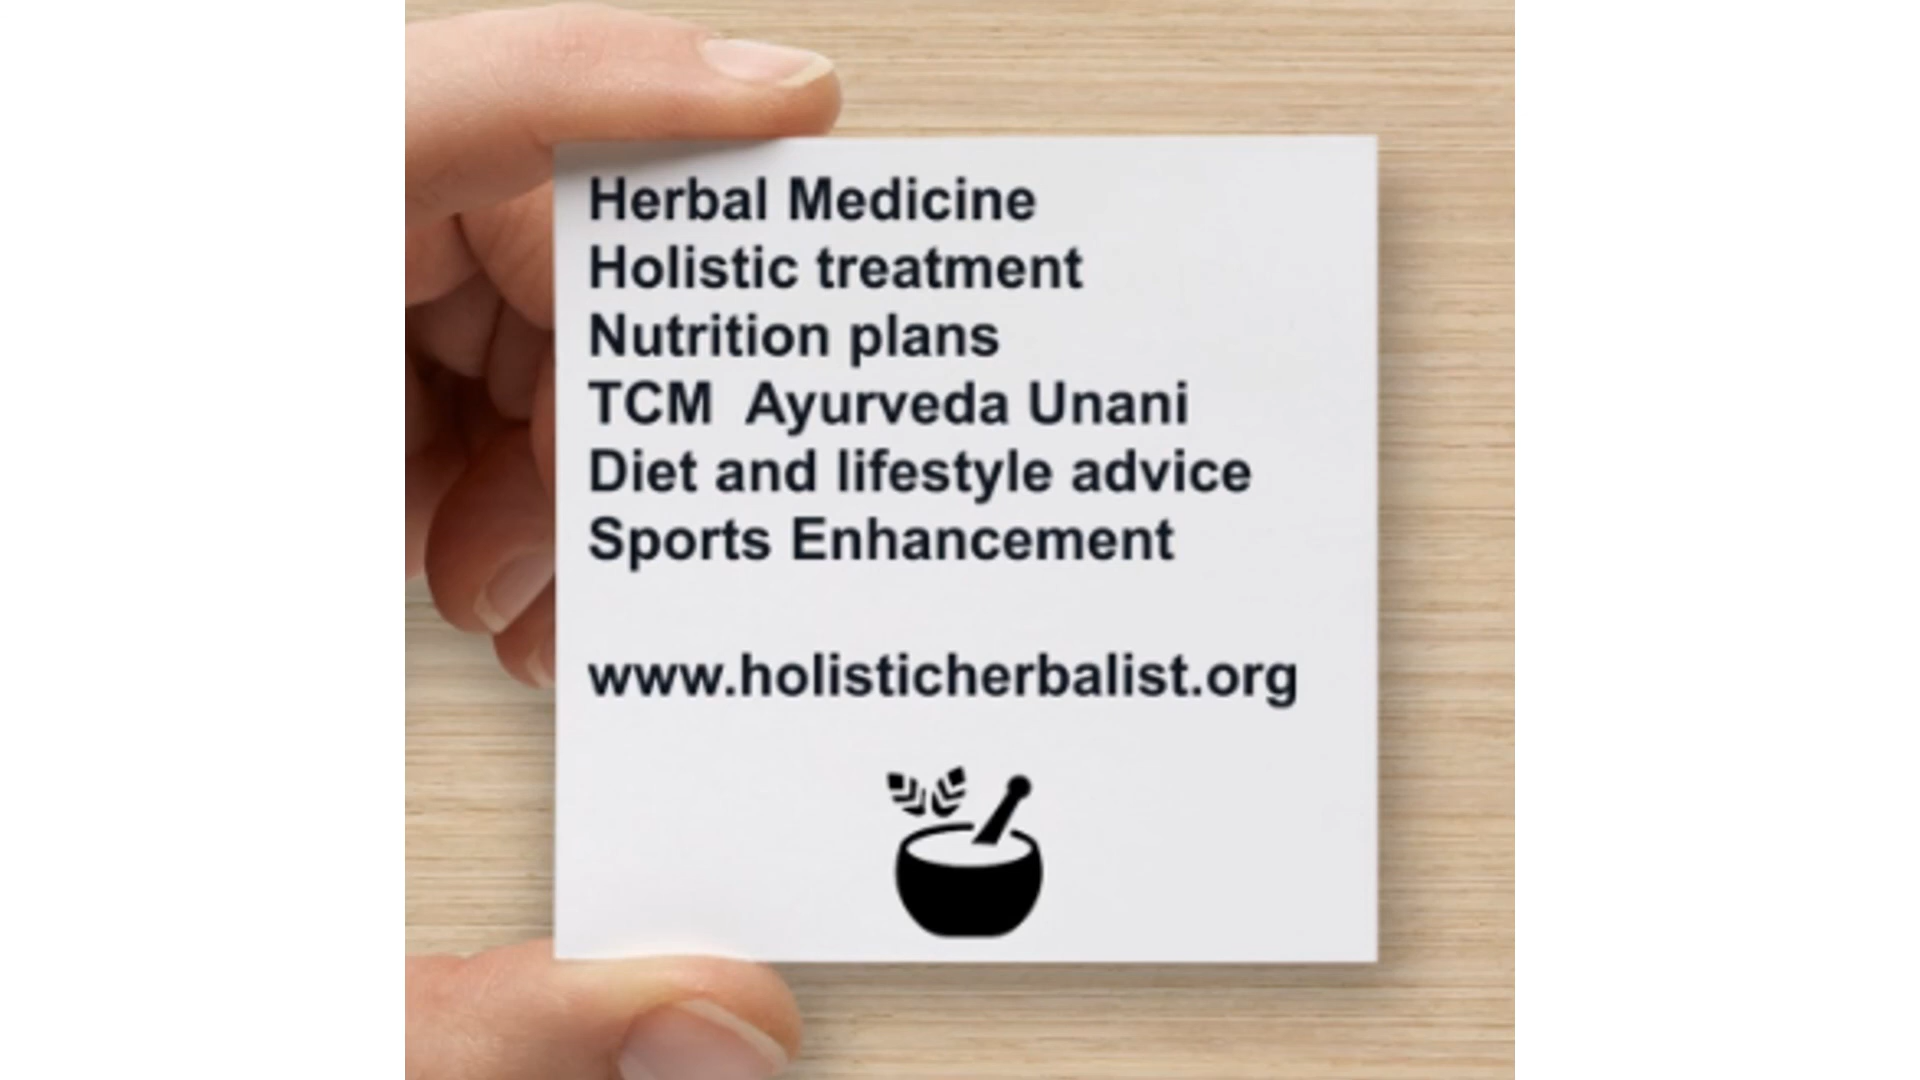 Herbal Medicine
Holistic treatment
Nutrition plans
TCM  Ayurveda Unani
Diet and lifestyle advice
Sports Enhancement
www.holisticherbalist.org